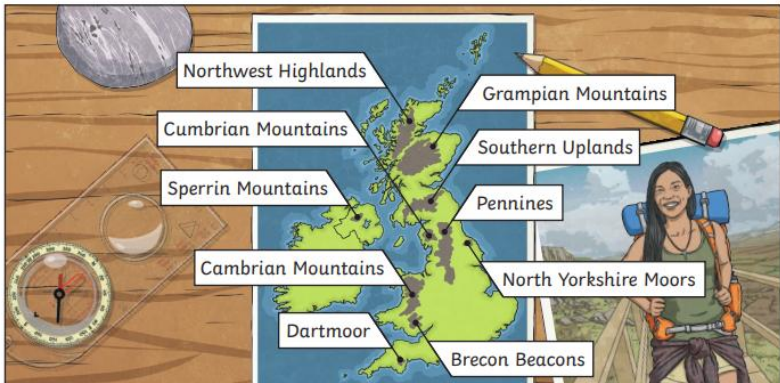 Northwest Highlands
Grampian Mountains
Cumbrian Mountains
Southern Uplands
Sperrin Mountains
Pennines
Cambrian Mountains
North Yorkshire Moors
Dartmoor
Brecon Beacons